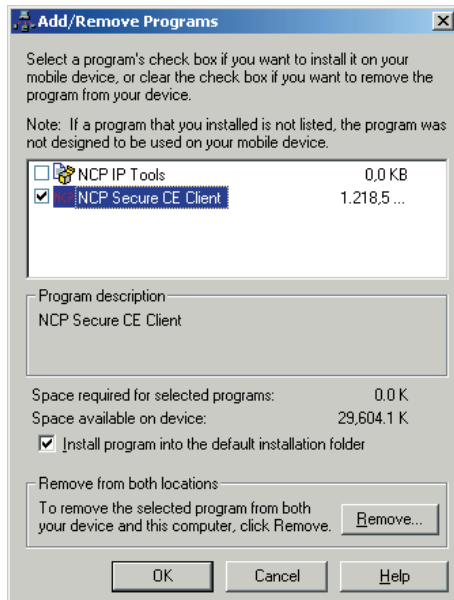 Add/Remove Programs
Select a program's check box if you want to install it on your
mobile device, or clear the check box if you want to remove the
program from your device.
Note: If a program that you installed is not listed, the program was
not designed to be used on your mobile device.
NCP IP Tools 0,0 KB
NCP Secure CE Client 1.218,5 ...
Program description
NCP Secure CE Client
Space required for selected programs: 0.0 K
Space available on device: 29,604.1 K
Install program into the default installation folder
Remove from both locations
To remove the selected program from both
your device and this computer, click Remove.
Remove...
OK Cancel Help